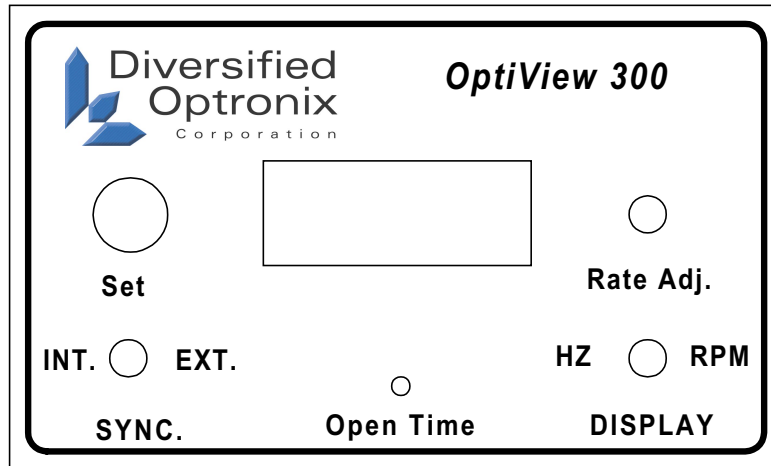 Diversified
Optronix
Corporation
OptiView 300
Set
Rate Adj.
INT.
EXT.
HZ
RPM
SYNC.
Open Time
DISPLAY